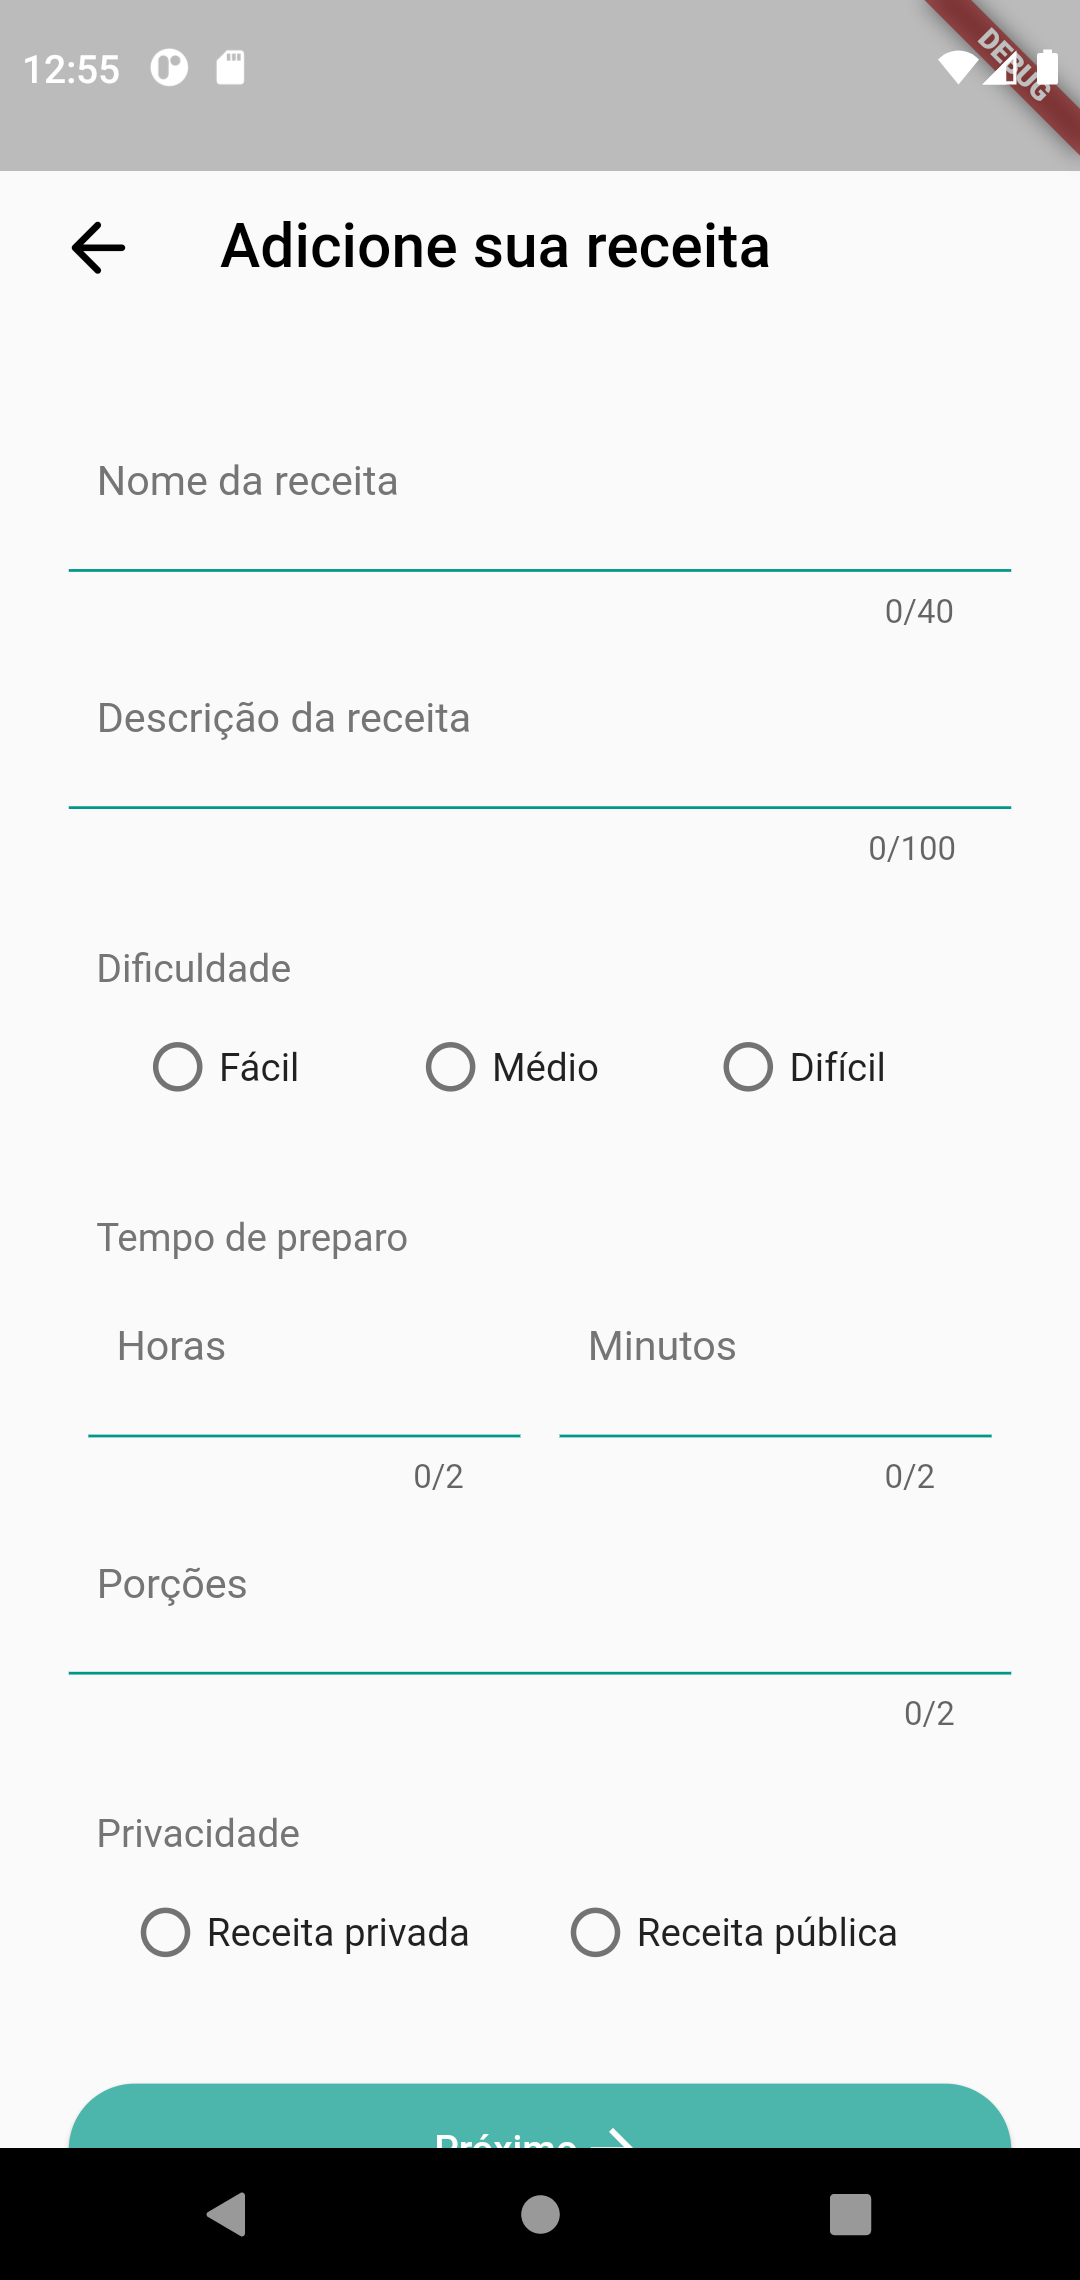 12:55
DEBUG
Adicione sua receita
Nome da receita
0/40
Descrição da receita
0/100
Dificuldade
Fácil Médio Difícil
Tempo de preparo
Horas Minutos
0/2 0/2
Porções
0/2
Privacidade
Receita privada Receita pública
Próximo